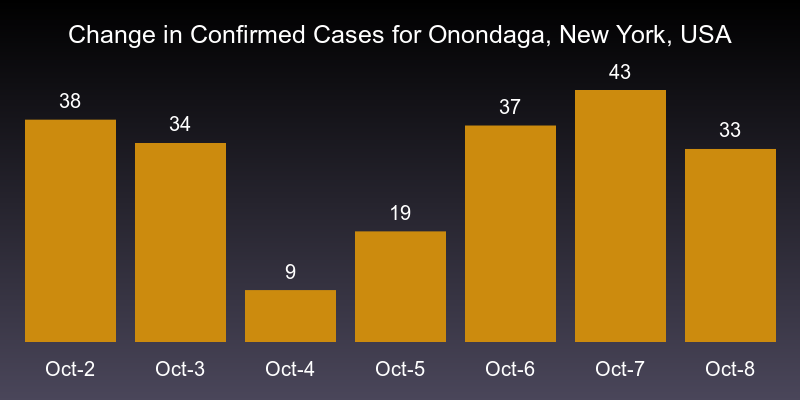 Change in Confirmed Cases for Onondaga, New York, USA
38
34
9
19
37
43
33
Oct-2
Oct-3
Oct-4
Oct-5
Oct-6
Oct-7
Oct-8